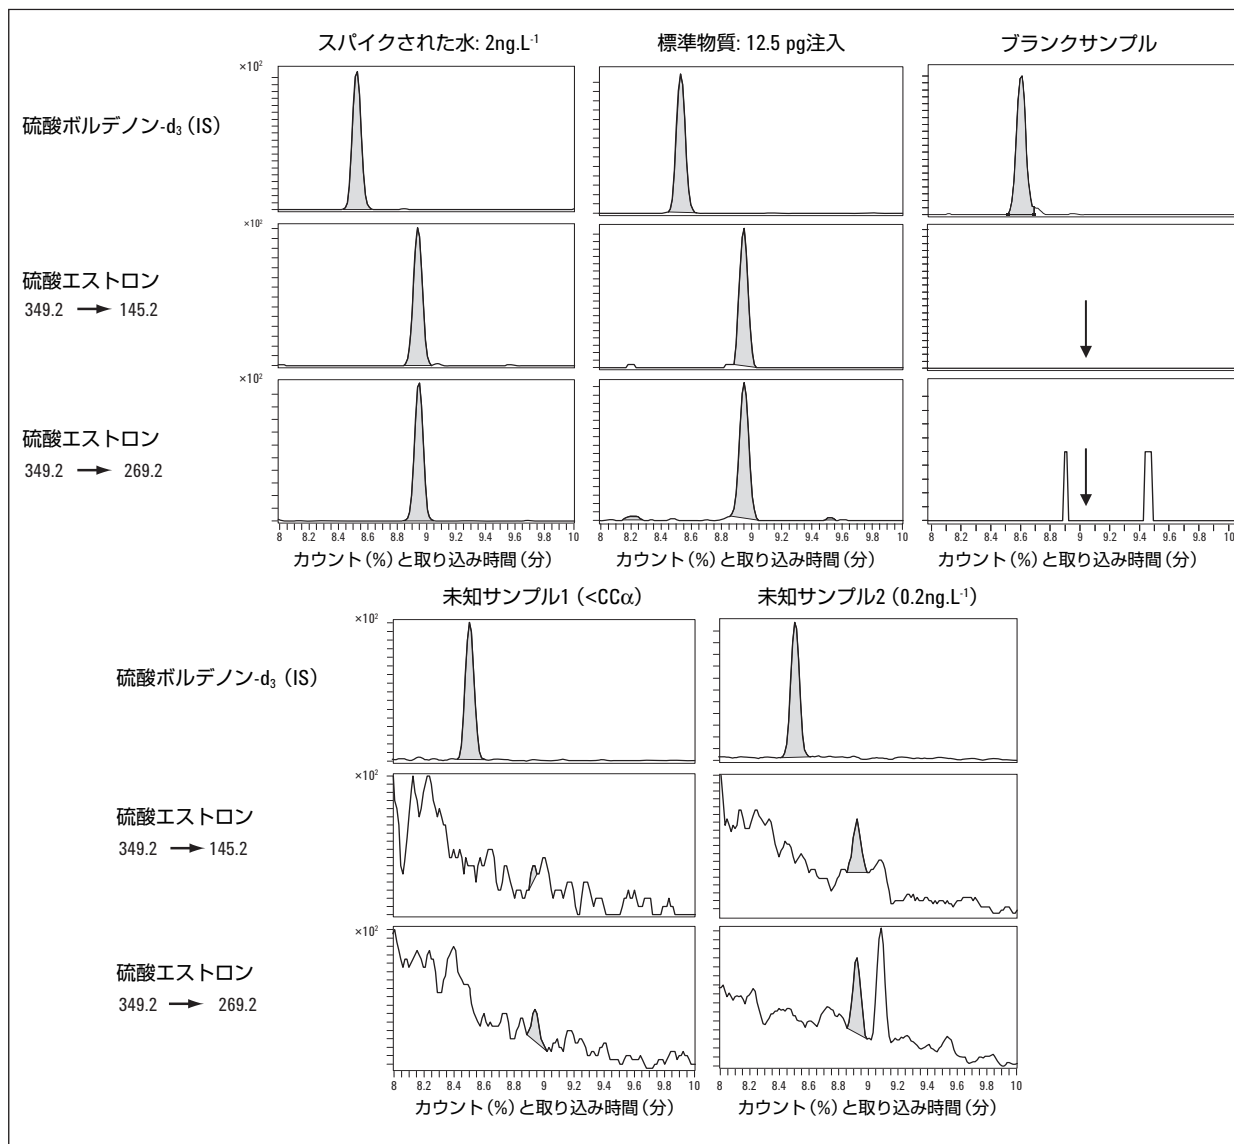 スパイクされた水: 2ng.L-1 標準物質: 12.5 pg注入 ブランクサンプル
×10²
硫酸ボルデノン-d₃ (IS)
×10²
硫酸エストロン
349.2 → 145.2
×10²
硫酸エストロン
349.2 → 269.2
8 8.2 8.4 8.6 8.8 9 9.2 9.4 9.6 9.8 10 8 8.2 8.4 8.6 8.8 9 9.2 9.4 9.6 9.8 10 8 8.2 8.4 8.6 8.8 9 9.2 9.4 9.6 9.8 10
カウント(%)と取り込み時間(分) カウント(%)と取り込み時間(分) カウント(%)と取り込み時間(分)
未知サンプル1 (<CCα) 未知サンプル2 (0.2ng.L-1)
×10²
硫酸ボルデノン-d₃ (IS)
×10²
硫酸エストロン
349.2 → 145.2
×10²
硫酸エストロン
349.2 → 269.2
8 8.2 8.4 8.6 8.8 9 9.2 9.4 9.6 9.8 10 8 8.2 8.4 8.6 8.8 9 9.2 9.4 9.6 9.8 10
カウント(%)と取り込み時間(分) カウント(%)と取り込み時間(分)